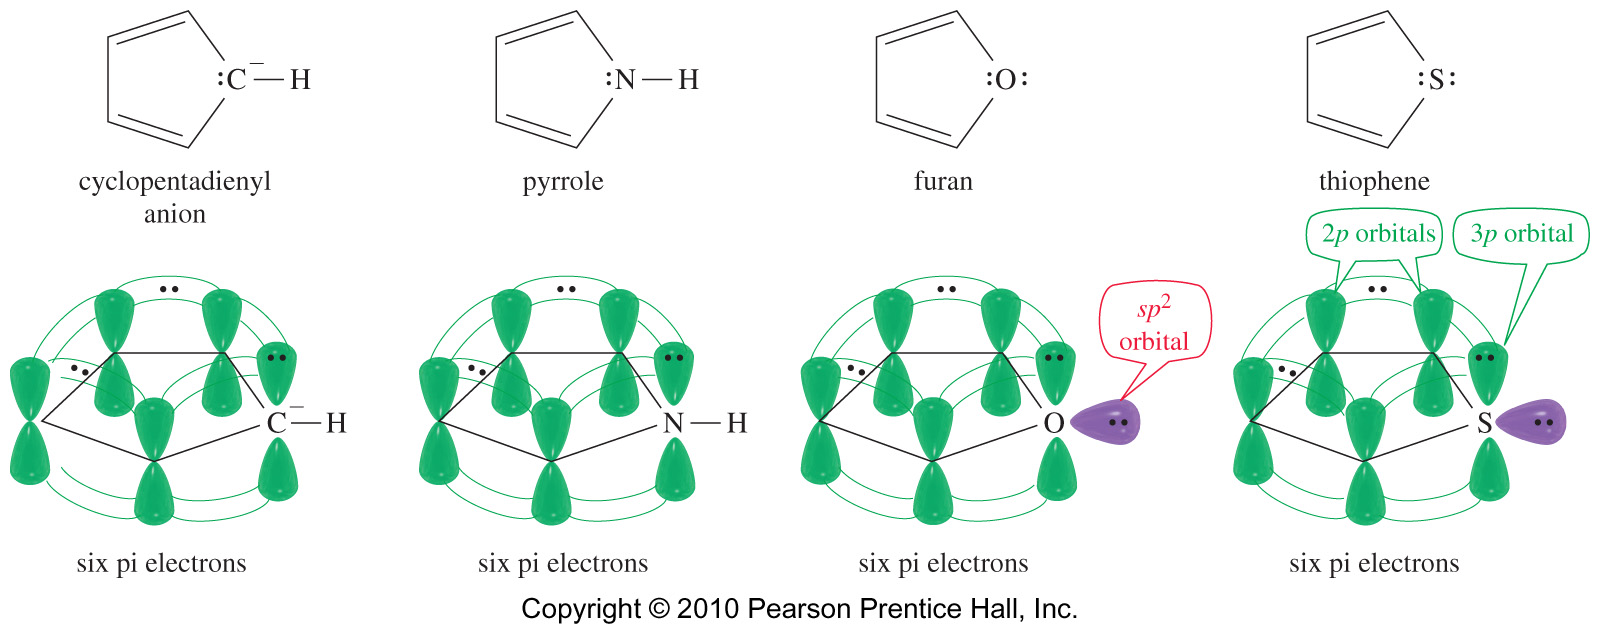 :C⁻—H
:N—H
:O:
:S:
cyclopentadienyl
anion
pyrrole
furan
thiophene
2p orbitals
3p orbital
sp²
orbital
C⁻—H
N—H
O
S
six pi electrons
six pi electrons
six pi electrons
six pi electrons
Copyright © 2010 Pearson Prentice Hall, Inc.